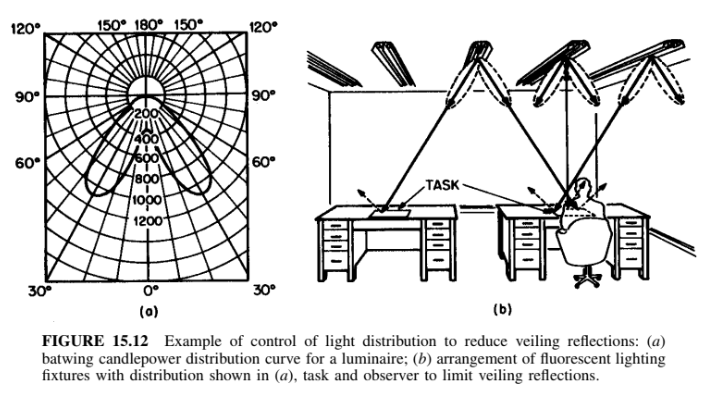 120° 150° 180° 150° 120°
90° 90°
200
400
60° 600 60°
800
1000
1200
30° 0° 30°
(a)
TASK
(b)
FIGURE 15.12 Example of control of light distribution to reduce veiling reflections: (a)
batwing candlepower distribution curve for a luminaire; (b) arrangement of fluorescent lighting
fixtures with distribution shown in (a), task and observer to limit veiling reflections.